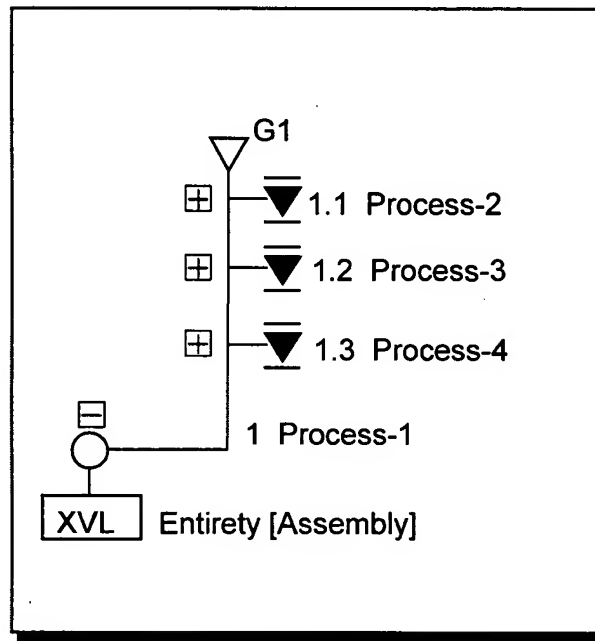 G1
1.1 Process-2
1.2 Process-3
1.3 Process-4
1 Process-1
XVL Entirety [Assembly]